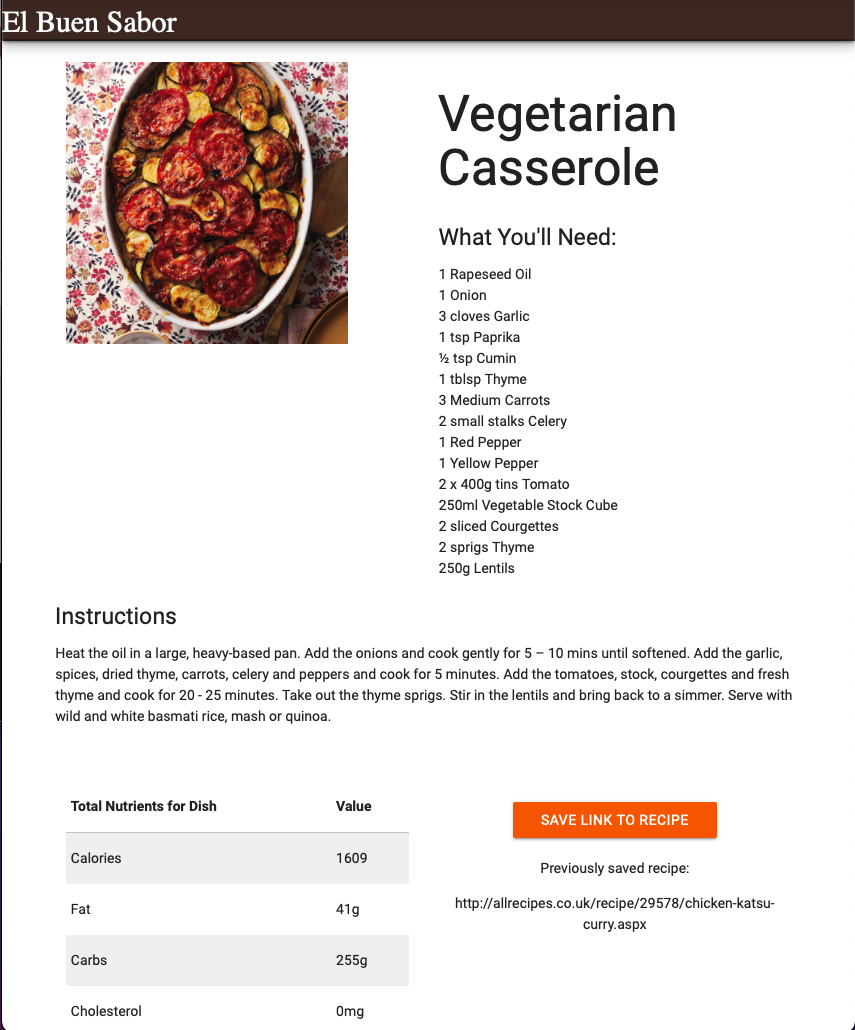 El Buen Sabor
Vegetarian
Casserole
What You'll Need:
1 Rapeseed Oil
1 Onion
3 cloves Garlic
1 tsp Paprika
½ tsp Cumin
1 tblsp Thyme
3 Medium Carrots
2 small stalks Celery
1 Red Pepper
1 Yellow Pepper
2 x 400g tins Tomato
250ml Vegetable Stock Cube
2 sliced Courgettes
2 sprigs Thyme
250g Lentils
Instructions
Heat the oil in a large, heavy-based pan. Add the onions and cook gently for 5 – 10 mins until softened. Add the garlic,
spices, dried thyme, carrots, celery and peppers and cook for 5 minutes. Add the tomatoes, stock, courgettes and fresh
thyme and cook for 20 - 25 minutes. Take out the thyme sprigs. Stir in the lentils and bring back to a simmer. Serve with
wild and white basmati rice, mash or quinoa.
Total Nutrients for Dish Value
Calories 1609
Fat 41g
Carbs 255g
Cholesterol 0mg
SAVE LINK TO RECIPE
Previously saved recipe:
http://allrecipes.co.uk/recipe/29578/chicken-katsu-
curry.aspx